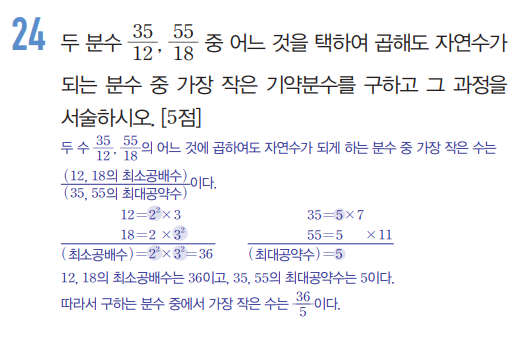 24 두 분수 35/12, 55/18 중 어느 것을 택하여 곱해도 자연수가
되는 분수 중 가장 작은 기약분수를 구하고 그 과정을
서술하시오. [5점]
두 수 35/12, 55/18의 어느 것에 곱하여도 자연수가 되게 하는 분수 중 가장 작은 수는
(12, 18의 최소공배수)/(35, 55의 최대공약수)이다.
12=2²×3 35=5×7
18=2 ×3² 55=5 ×11
(최소공배수)=2²×3²=36 (최대공약수)=5
12, 18의 최소공배수는 36이고, 35, 55의 최대공약수는 5이다.
따라서 구하는 분수 중에서 가장 작은 수는 36/5이다.